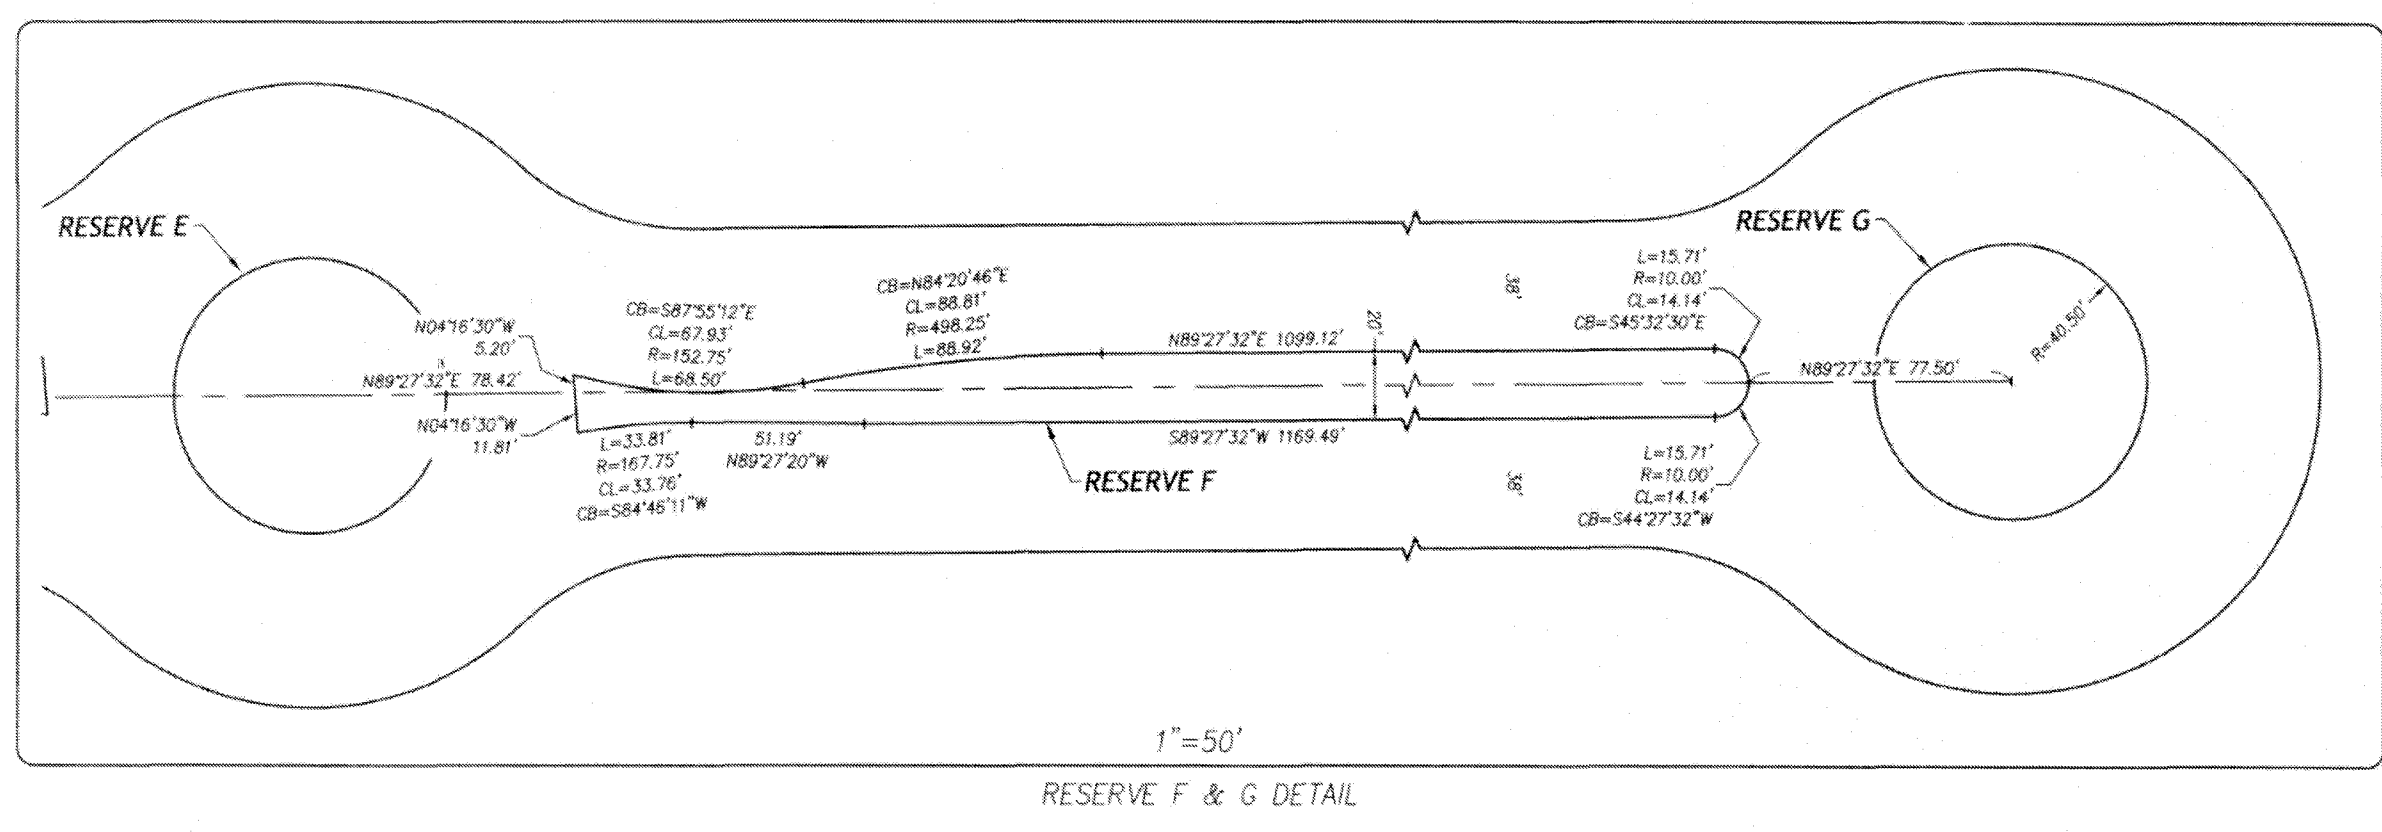 RESERVE E
RESERVE G
N04°16'30"W
5.20'
N89°27'32"E 78.42'
N04°16'30"W
11.81'
CB=S87°55'12"E
CL=67.93'
R=152.75'
L=68.50'
CB=N84°20'46"E
CL=88.81'
R=498.25'
L=88.92'
N89°27'32"E 1099.12'
20'
38'
L=15.71'
R=10.00'
CL=14.14'
CB=S45°32'30"E
N89°27'32"E 77.50'
R=40.50'
L=33.81'
R=167.75'
CL=33.76'
CB=S84°46'11"W
51.19'
N89°27'20"W
S89°27'32"W 1169.49'
RESERVE F
38'
L=15.71'
R=10.00'
CL=14.14'
CB=S44°27'32"W
1"=50'
RESERVE F & G DETAIL